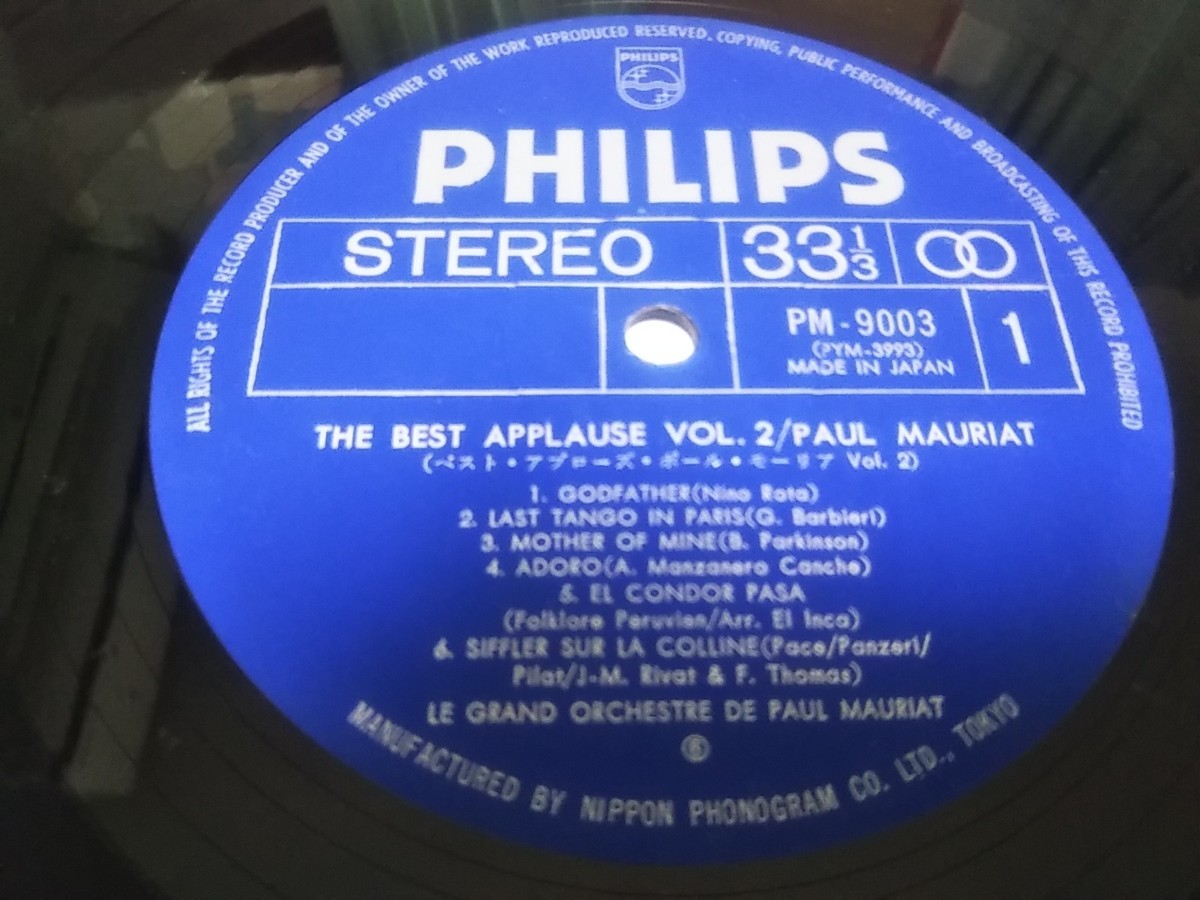 ALL RIGHTS OF THE RECORD PRODUCER AND OF THE OWNER OF THE WORK REPRODUCED RESERVED. COPYING, PUBLIC PERFORMANCE AND BROADCASTING OF THIS RECORD PROHIBITED
PHILIPS
PHILIPS
STEREO 33 1/3
PM-9003 1
(PYM-3993)
MADE IN JAPAN
THE BEST APPLAUSE VOL. 2/PAUL MAURIAT
(ベスト・アプローズ・ポール・モーリア Vol. 2)
1. GODFATHER(Nino Rota)
2. LAST TANGO IN PARIS(G. Barbieri)
3. MOTHER OF MINE(B. Parkinson)
4. ADORO(A. Manzanero Canche)
5. EL CONDOR PASA
(Folklore Peruvien/Arr. El Inca)
6. SIFFLER SUR LA COLLINE(Pace/Panzeri/
Pilat/J-M. Rivat & F. Thomas)
LE GRAND ORCHESTRE DE PAUL MAURIAT
MANUFACTURED BY NIPPON PHONOGRAM CO. LTD., TOKYO